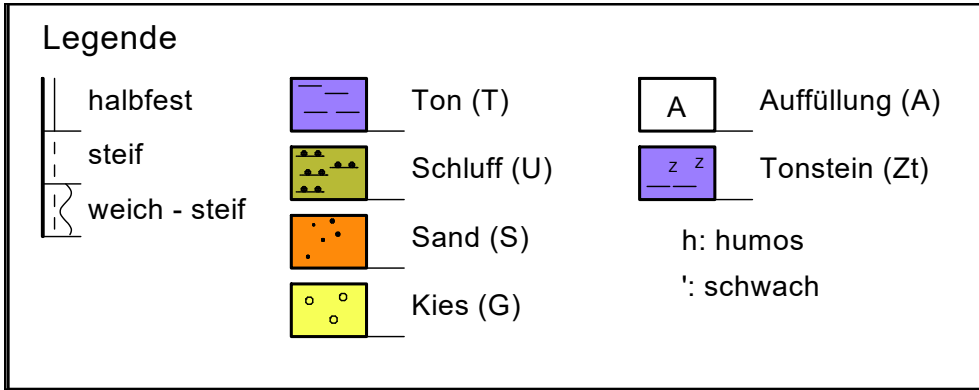 Legende
halbfest
steif
weich - steif
Ton (T)
Schluff (U)
Sand (S)
Kies (G)
A
Auffüllung (A)
z z
Tonstein (Zt)
h: humos
': schwach